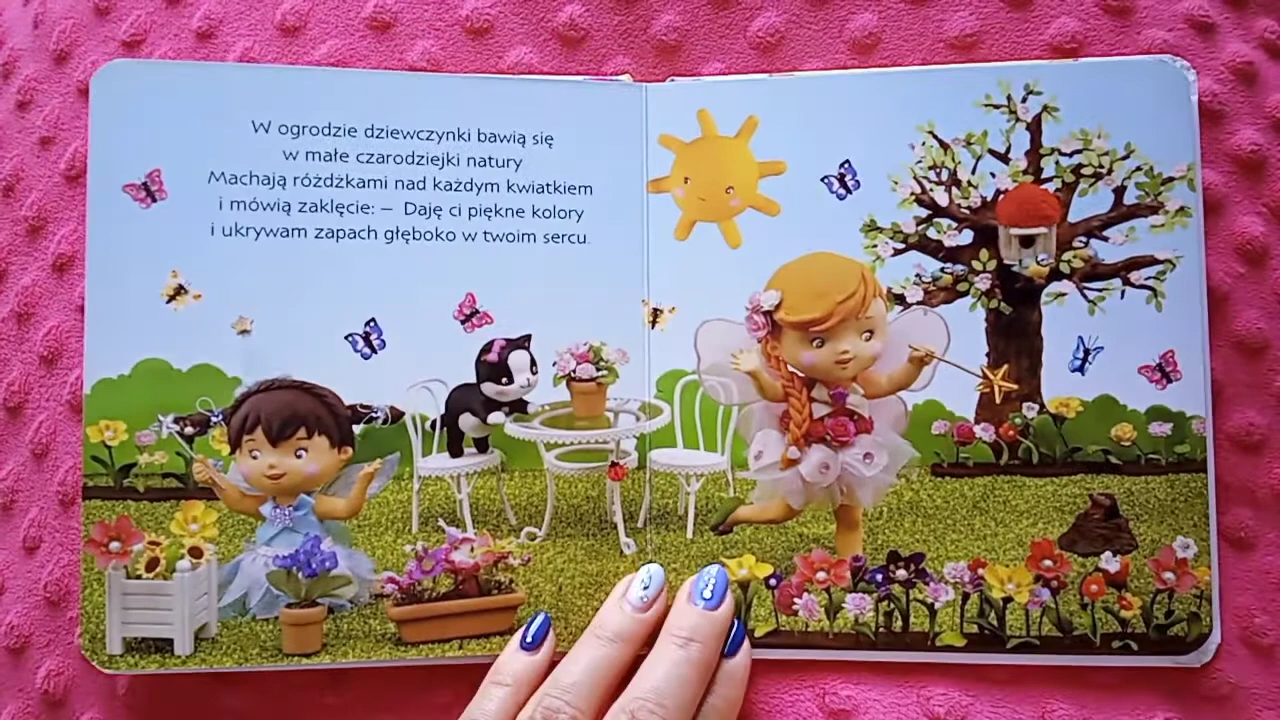 W ogrodzie dziewczynki bawią się
w małe czarodziejki natury
Machają różdżkami nad każdym kwiatkiem
i mówią zaklęcie: – Daję ci piękne kolory
i ukrywam zapach głęboko w twoim sercu.